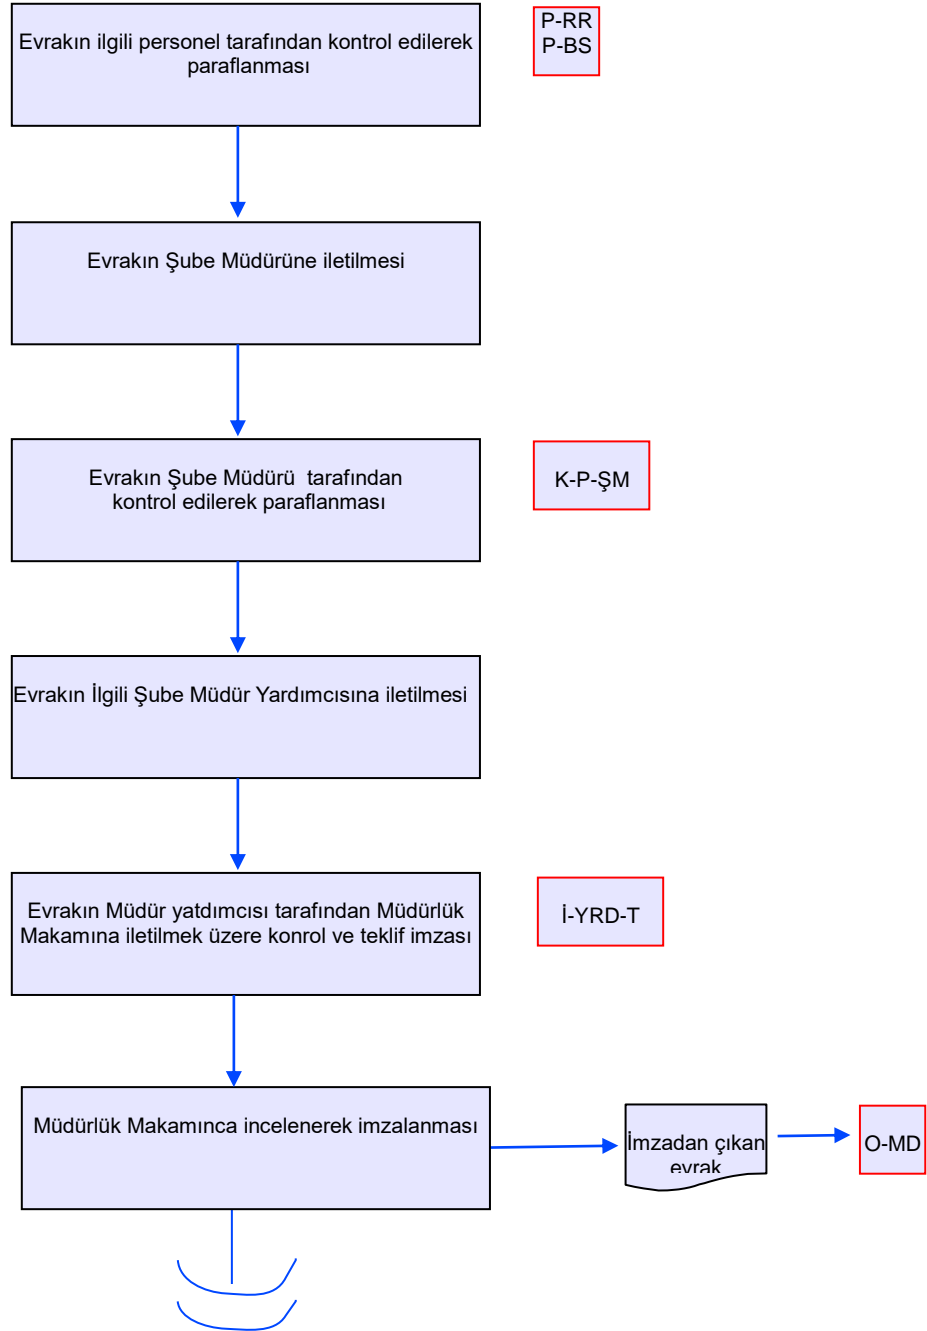 Evrakın ilgili personel tarafından kontrol edilerek
paraflanması
P-RR
P-BS
Evrakın Şube Müdürüne iletilmesi
Evrakın Şube Müdürü tarafından
kontrol edilerek paraflanması
K-P-ŞM
Evrakın İlgili Şube Müdür Yardımcısına iletilmesi
Evrakın Müdür yatdımcısı tarafından Müdürlük
Makamına iletilmek üzere konrol ve teklif imzası
İ-YRD-T
Müdürlük Makamınca incelenerek imzalanması
İmzadan çıkan
evrak
O-MD